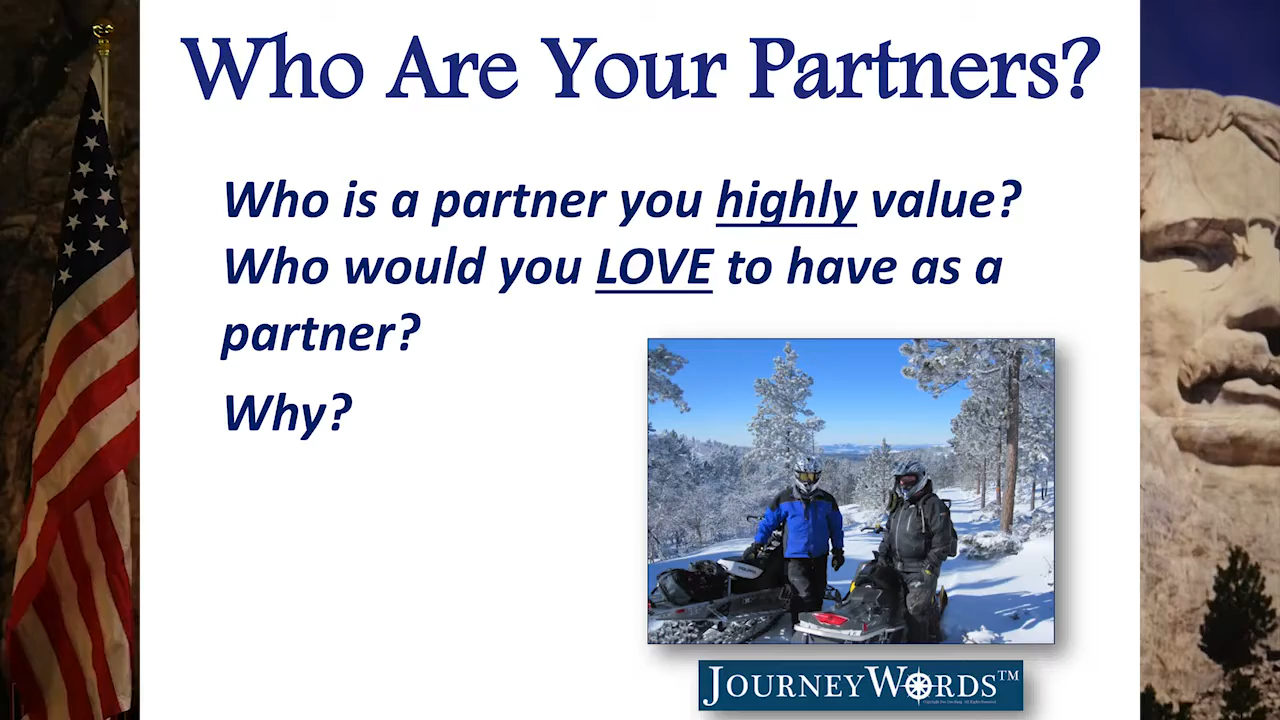 Who Are Your Partners?
Who is a partner you highly value?
Who would you LOVE to have as a
partner?
Why?
POLARIS
JOURNEYWORDS™